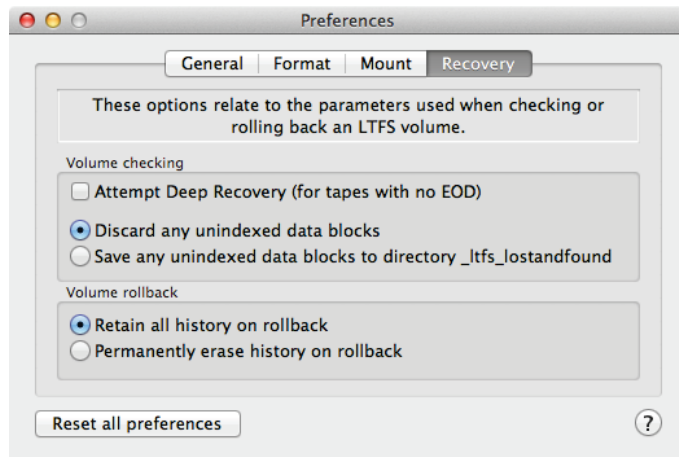 Preferences
General Format Mount Recovery
These options relate to the parameters used when checking or
rolling back an LTFS volume.
Volume checking
Attempt Deep Recovery (for tapes with no EOD)
Discard any unindexed data blocks
Save any unindexed data blocks to directory _ltfs_lostandfound
Volume rollback
Retain all history on rollback
Permanently erase history on rollback
Reset all preferences ?